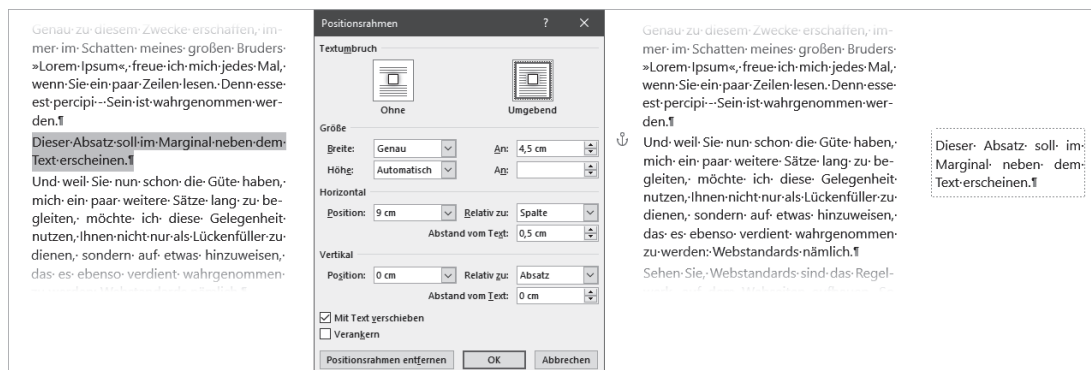 Genau zu diesem Zwecke erschaffen, im-
mer im Schatten meines großen Bruders
»Lorem Ipsum«, freue ich mich jedes Mal,
wenn Sie ein paar Zeilen lesen. Denn esse
est percipi -- Sein ist wahrgenommen wer-
den.¶
Dieser Absatz soll im Marginal neben dem
Text erscheinen.¶
Und weil Sie nun schon die Güte haben,
mich ein paar weitere Sätze lang zu be-
gleiten, möchte ich diese Gelegenheit
nutzen, Ihnen nicht nur als Lückenfüller zu
dienen, sondern auf etwas hinzuweisen,
das es ebenso verdient wahrgenommen
Positionsrahmen ? ×
Textumbruch
Ohne Umgebend
Größe
Breite: Genau An: 4,5 cm
Höhe: Automatisch An:
Horizontal
Position: 9 cm Relativ zu: Spalte
Abstand vom Text: 0,5 cm
Vertikal
Position: 0 cm Relativ zu: Absatz
Abstand vom Text: 0 cm
Mit Text verschieben
Verankern
Positionsrahmen entfernen OK Abbrechen
Genau zu diesem Zwecke erschaffen, im-
mer im Schatten meines großen Bruders
»Lorem Ipsum«, freue ich mich jedes Mal,
wenn Sie ein paar Zeilen lesen. Denn esse
est percipi -- Sein ist wahrgenommen wer-
den.¶
Und weil Sie nun schon die Güte haben,
mich ein paar weitere Sätze lang zu be-
gleiten, möchte ich diese Gelegenheit
nutzen, Ihnen nicht nur als Lückenfüller zu
dienen, sondern auf etwas hinzuweisen,
das es ebenso verdient wahrgenommen
zu werden: Webstandards nämlich.¶
Sehen Sie, Webstandards sind das Regel-
Dieser Absatz soll im
Marginal neben dem
Text erscheinen.¶